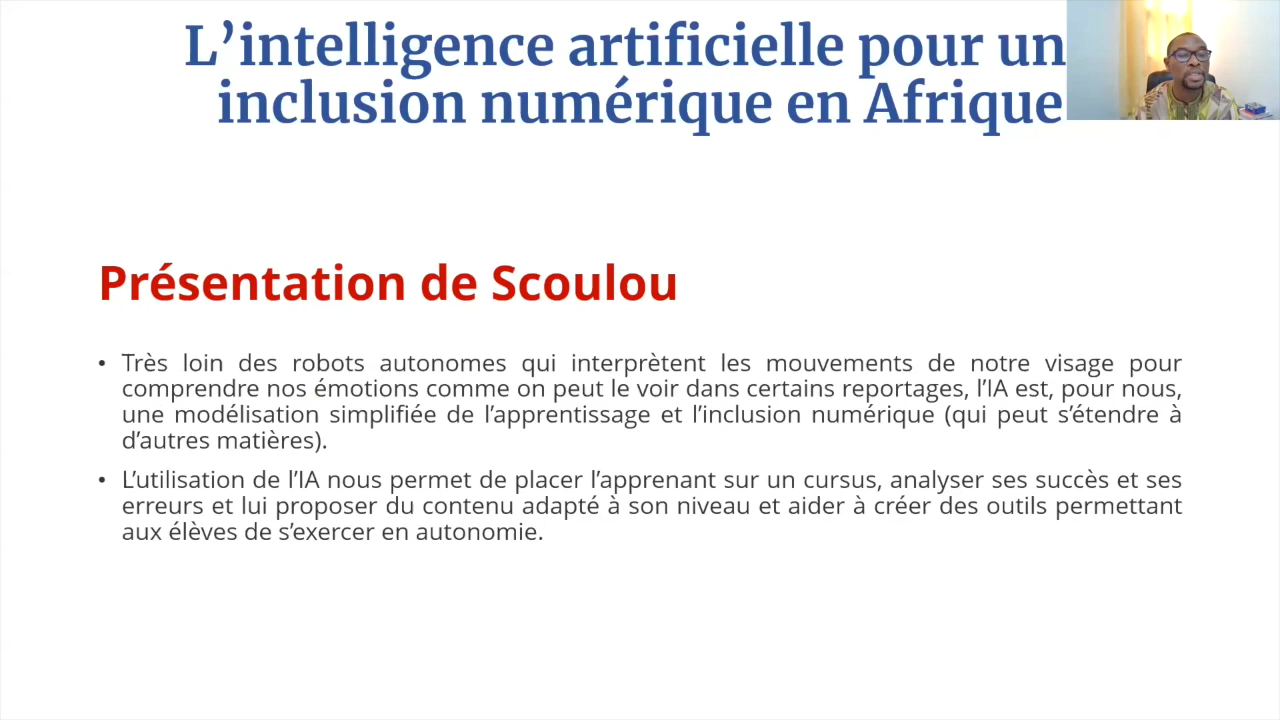 L’intelligence artificielle pour un
inclusion numérique en Afrique
Présentation de Scoulou
• Très loin des robots autonomes qui interprètent les mouvements de notre visage pour
comprendre nos émotions comme on peut le voir dans certains reportages, l’IA est, pour nous,
une modélisation simplifiée de l’apprentissage et l’inclusion numérique (qui peut s’étendre à
d’autres matières).
• L’utilisation de l’IA nous permet de placer l’apprenant sur un cursus, analyser ses succès et ses
erreurs et lui proposer du contenu adapté à son niveau et aider à créer des outils permettant
aux élèves de s’exercer en autonomie.